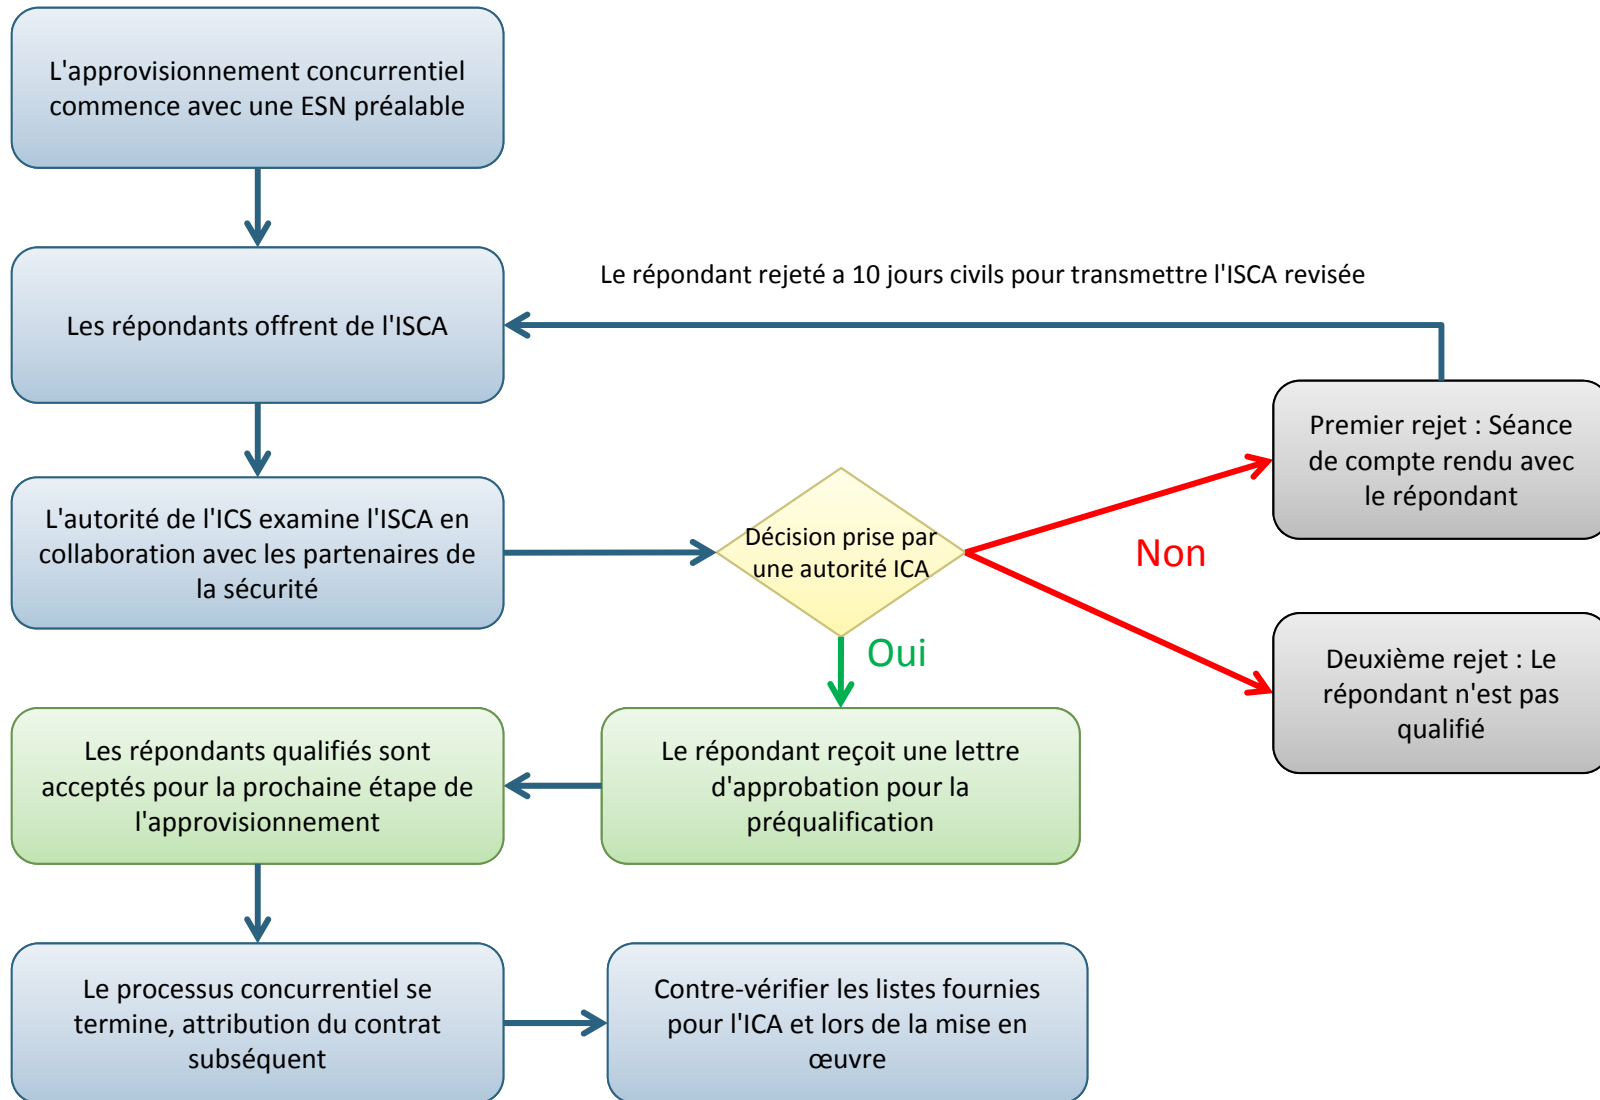 L'approvisionnement concurrentiel
commence avec une ESN préalable
Les répondants offrent de l'ISCA
Le répondant rejeté a 10 jours civils pour transmettre l'ISCA revisée
L'autorité de l'ICS examine l'ISCA en
collaboration avec les partenaires de
la sécurité
Décision prise par
une autorité ICA
Non
Premier rejet : Séance
de compte rendu avec
le répondant
Deuxième rejet : Le
répondant n'est pas
qualifié
Oui
Le répondant reçoit une lettre
d'approbation pour la
préqualification
Les répondants qualifiés sont
acceptés pour la prochaine étape de
l'approvisionnement
Le processus concurrentiel se
termine, attribution du contrat
subséquent
Contre-vérifier les listes fournies
pour l'ICA et lors de la mise en
œuvre